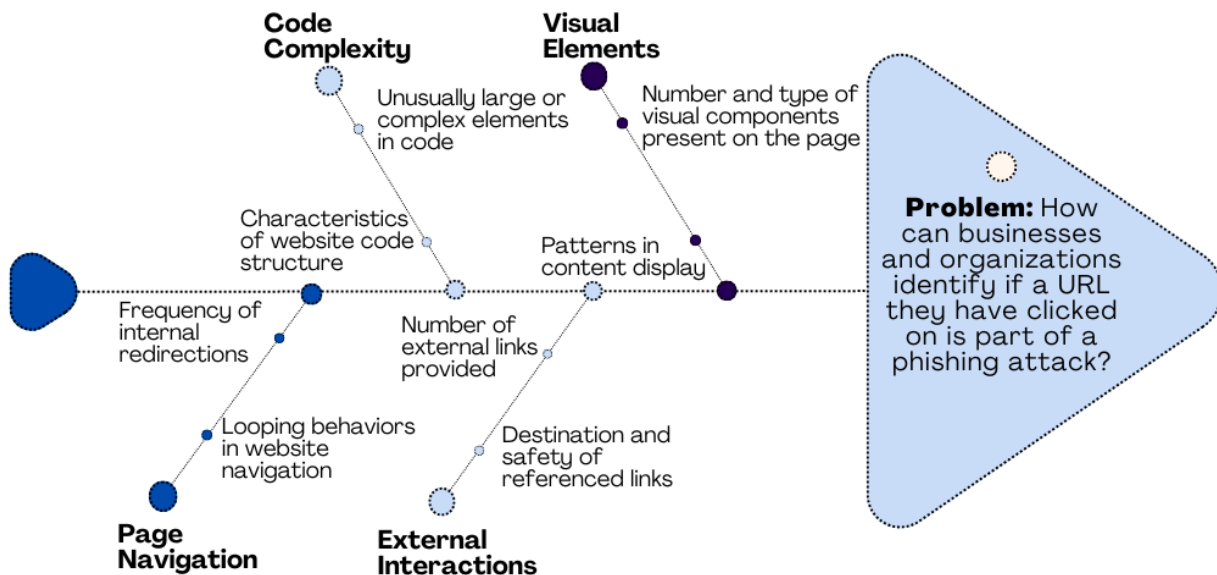 Code
Complexity
Visual
Elements
Unusually large or
complex elements
in code
Number and type of
visual components
present on the page
Characteristics
of website code
structure
Patterns in
content display
Problem: How
can businesses
and organizations
identify if a URL
they have clicked
on is part of a
phishing attack?
Frequency of
internal
redirections
Number of
external links
provided
Looping behaviors
in website
navigation
Destination and
safety of
referenced links
Page
Navigation
External
Interactions